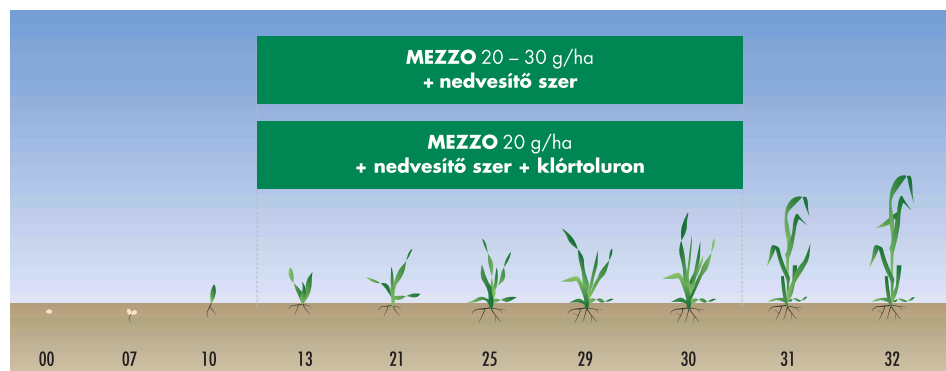 MEZZO 20 – 30 g/ha
+ nedvesítő szer
MEZZO 20 g/ha
+ nedvesítő szer + klórtoluron
00 07 10 13 21 25 29 30 31 32